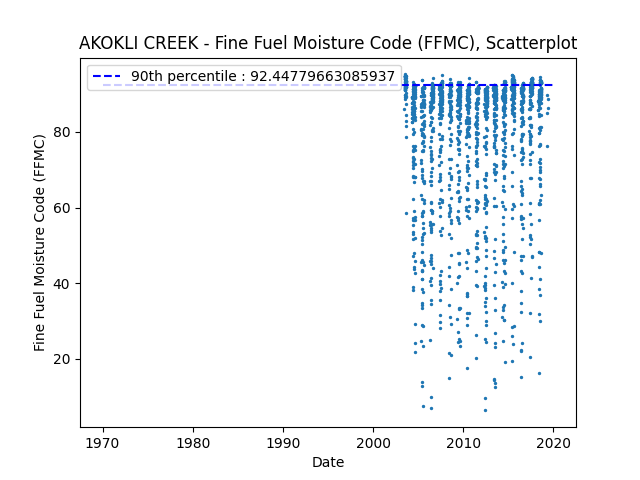 AKOKLI CREEK - Fine Fuel Moisture Code (FFMC), Scatterplot
90th percentile : 92.44779663085937
80
60
40
20
Fine Fuel Moisture Code (FFMC)
1970 1980 1990 2000 2010 2020
Date